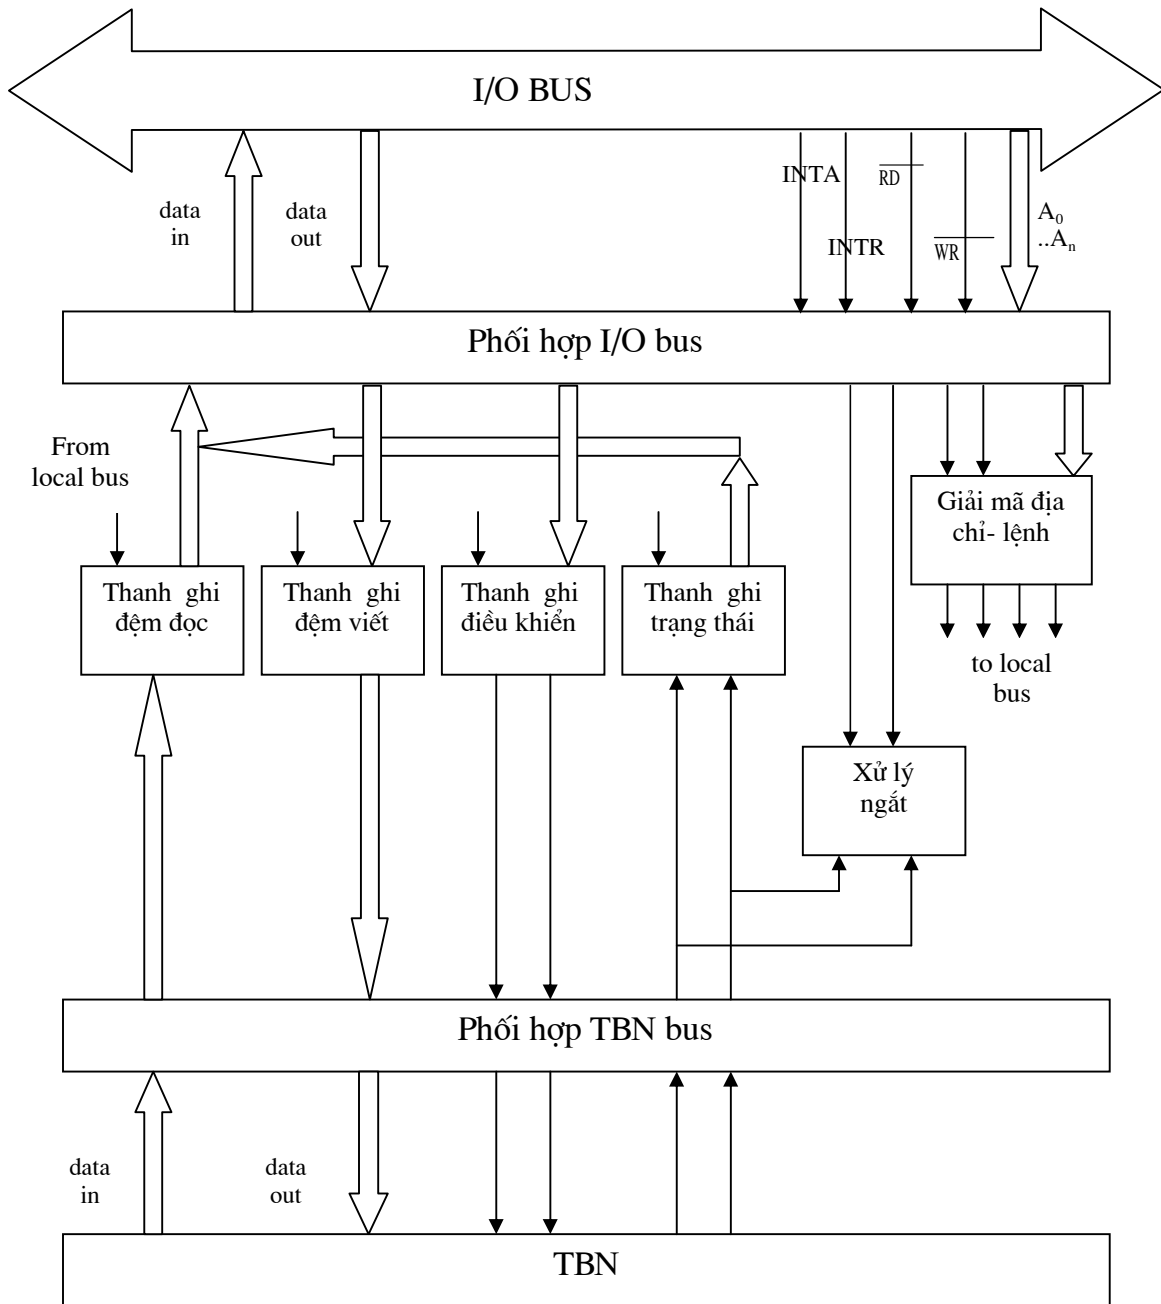 I/O BUS
data
in
data
out
INTA
INTR
RD
WR
A0
..An
Phối hợp I/O bus
From
local bus
Thanh ghi
đệm đọc
Thanh ghi
đệm viết
Thanh ghi
điều khiển
Thanh ghi
trạng thái
Giải mã địa
chỉ- lệnh
to local
bus
Xử lý
ngắt
Phối hợp TBN bus
data
in
data
out
TBN